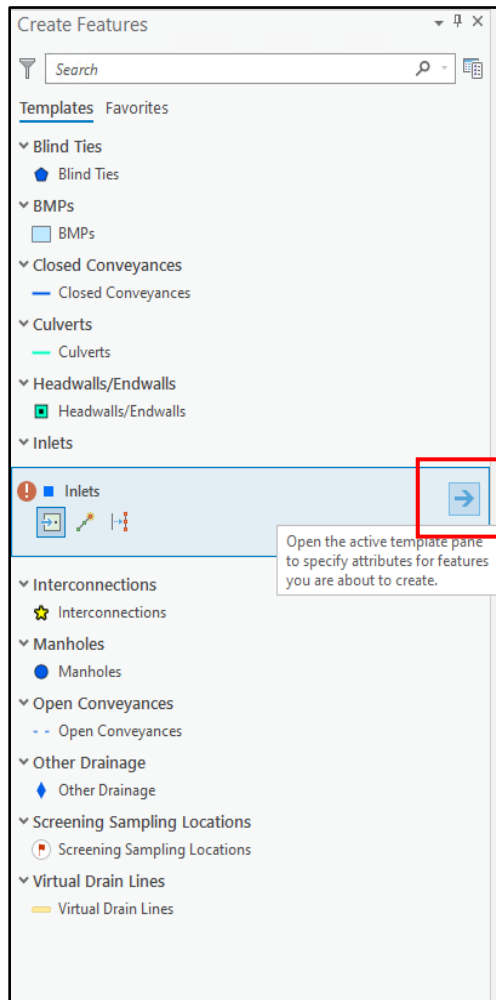 Create Features
Search
Templates Favorites
Blind Ties
Blind Ties
BMPs
BMPs
Closed Conveyances
Closed Conveyances
Culverts
Culverts
Headwalls/Endwalls
Headwalls/Endwalls
Inlets
Inlets
Open the active template pane
to specify attributes for features
you are about to create.
Interconnections
Interconnections
Manholes
Manholes
Open Conveyances
Open Conveyances
Other Drainage
Other Drainage
Screening Sampling Locations
Screening Sampling Locations
Virtual Drain Lines
Virtual Drain Lines